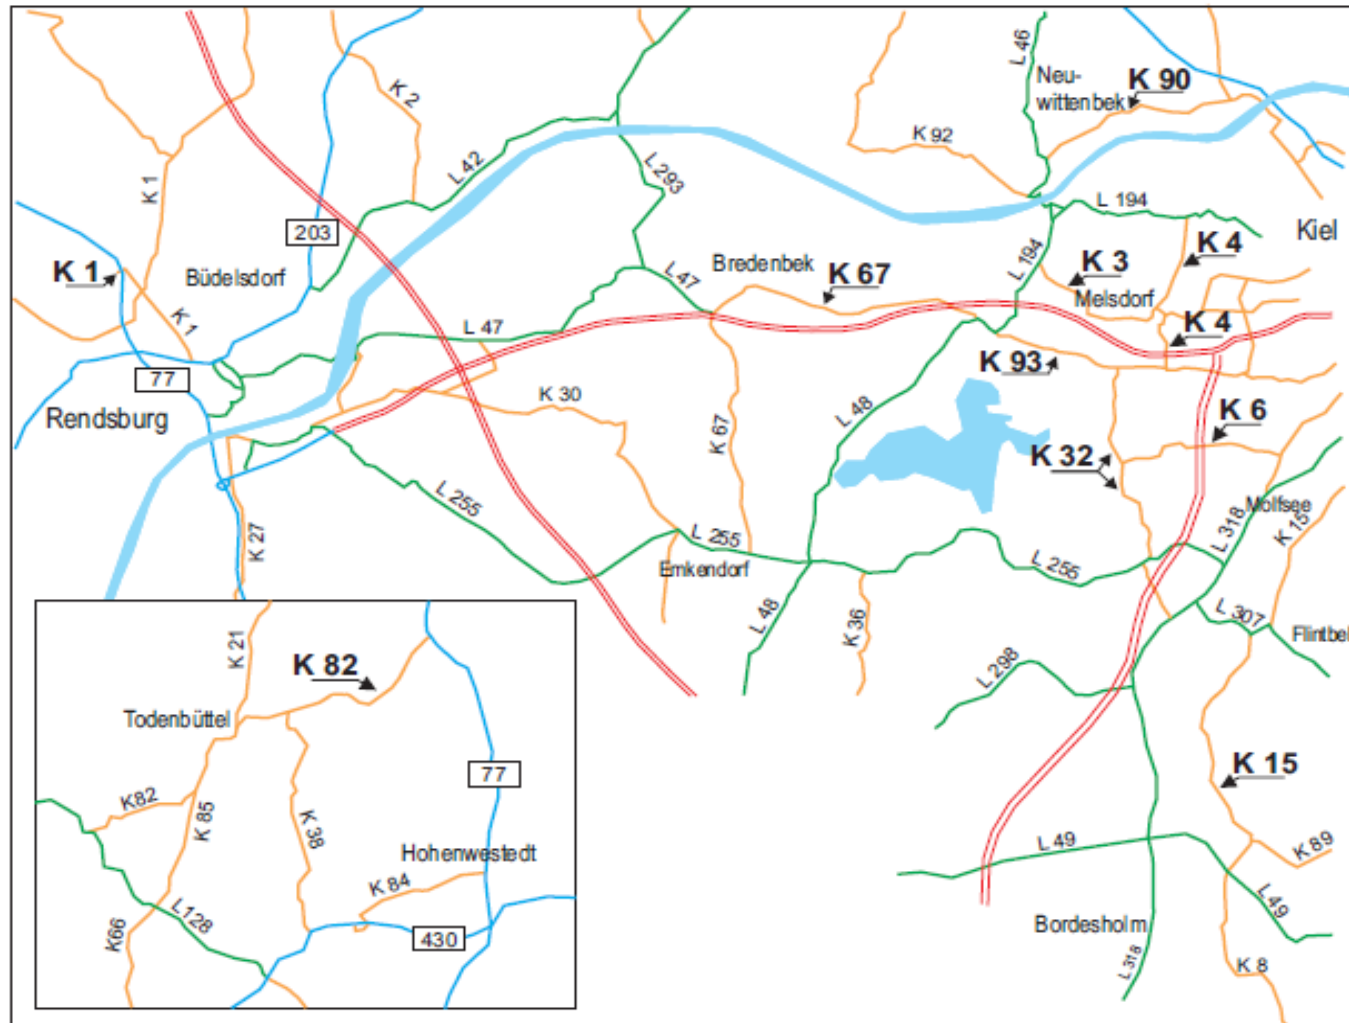 L 46
Neu-
wittenbek
K 90
K 2
K 92
L 42
L 293
K 1
L 194
Kiel
203
K 4
L 194
K 3
Bredenbek
K 67
K 1
Büdelsdorf
L 47
Melsdorf
K 1
L 47
K 4
K 93
77
K 30
Rendsburg
L 48
K 6
K 67
K 32
L 255
Molfsee
K 15
L 318
K 27
L 255
Emkendorf
L 255
L 48
K 36
L 307
Flintbek
K 21
K 82
L 298
Todenbüttel
77
K 15
K82
K 85
K 38
L 49
K 89
Hohenwestedt
K 84
L128
K66
430
L 49
Bordesholm
L 318
K 8